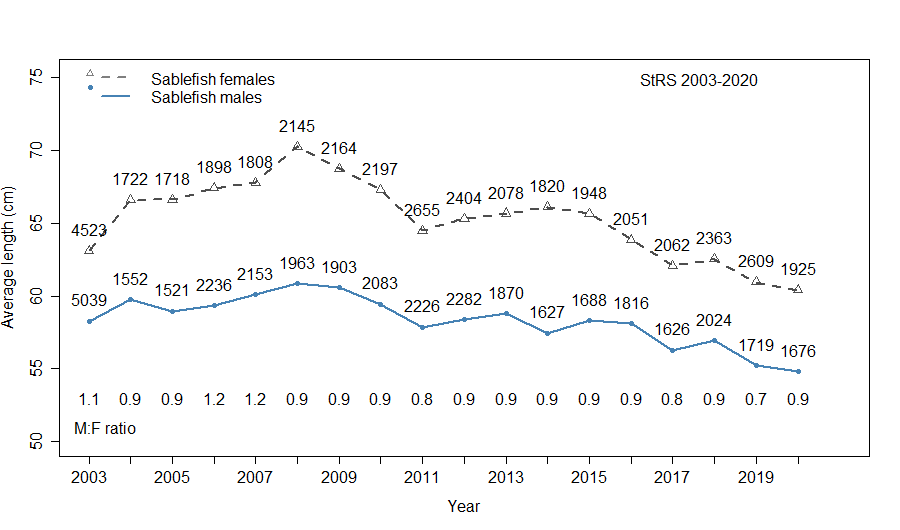 Sablefish females
Sablefish males
StRS 2003-2020
Average length (cm)
75
70
65
60
55
50
4523 1722 1718 1898 1808 2145 2164 2197 2655 2404 2078 1820 1948 2051 2062 2363 2609 1925
5039 1552 1521 2236 2153 1963 1903 2083 2226 2282 1870 1627 1688 1816 1626 2024 1719 1676
1.1 0.9 0.9 1.2 1.2 0.9 0.9 0.9 0.8 0.9 0.9 0.9 0.9 0.9 0.8 0.9 0.7 0.9
M:F ratio
2003 2005 2007 2009 2011 2013 2015 2017 2019
Year